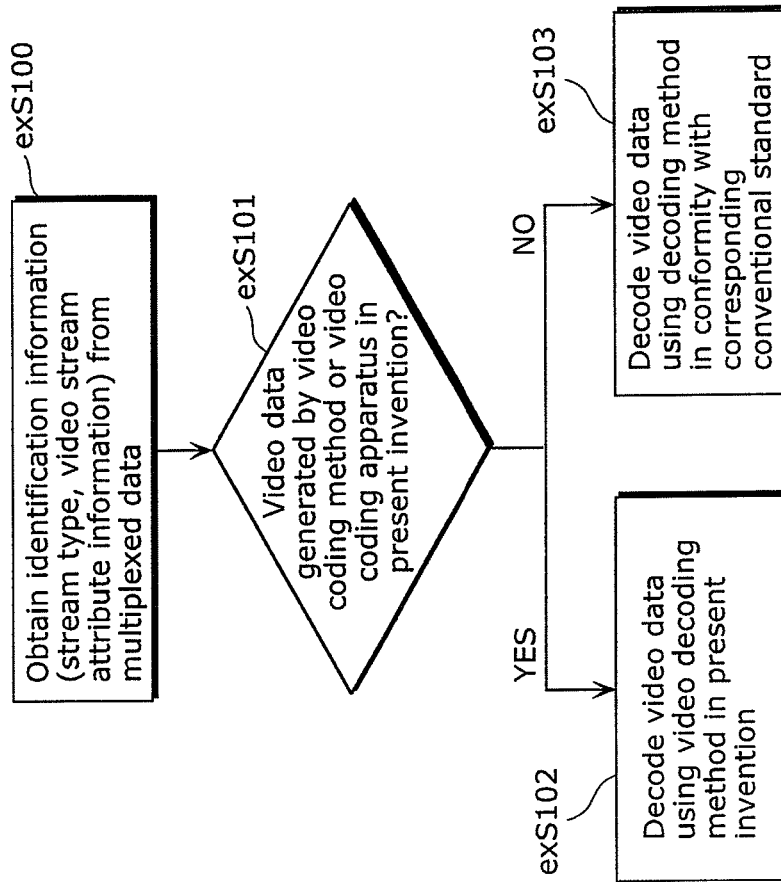 exS100
Obtain identification information
(stream type, video stream
attribute information) from
multiplexed data
exS101
Video data
generated by video
coding method or video
coding apparatus in
present invention?
YES
NO
exS102
Decode video data
using video decoding
method in present
invention
exS103
Decode video data
using decoding method
in conformity with
corresponding
conventional standard